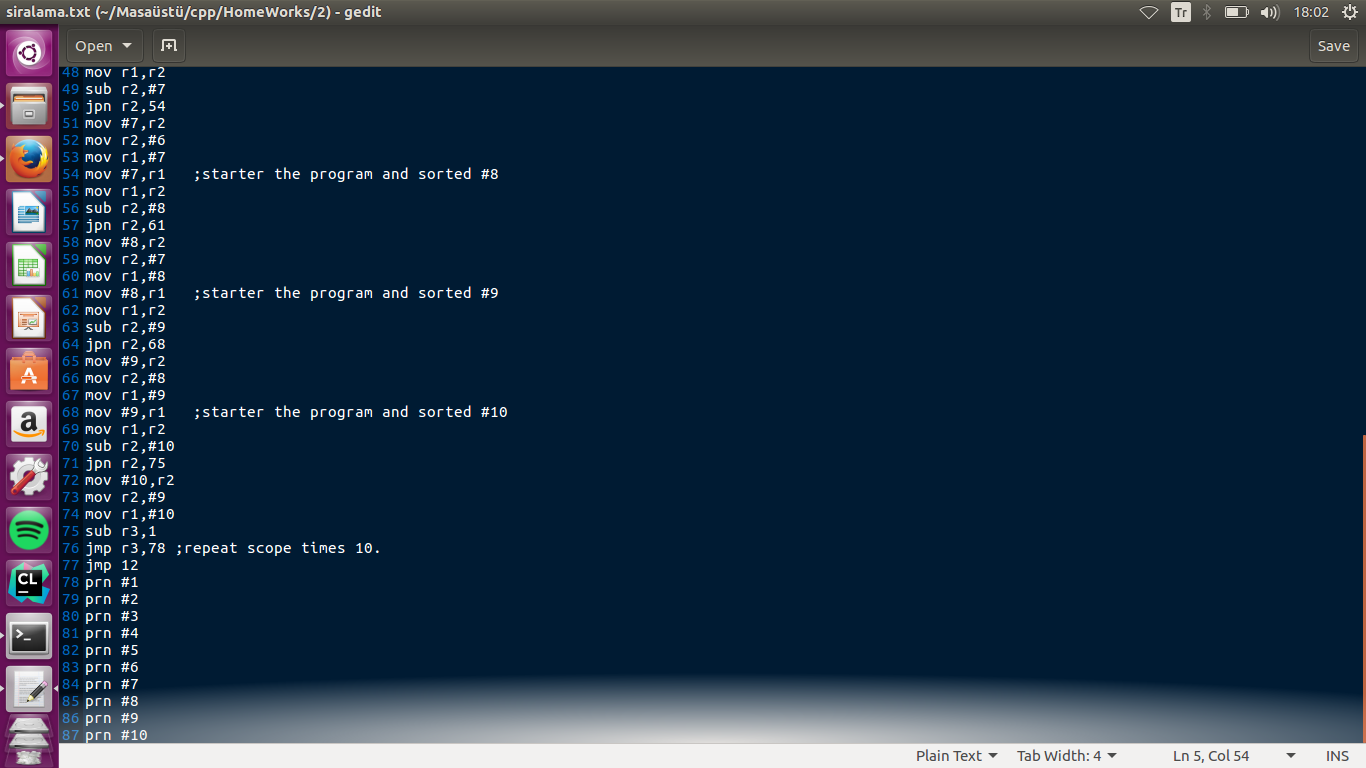 siralama.txt (~/Masaüstü/cpp/HomeWorks/2) - gedit
Tr
18:02
Open
Save
48 mov r1,r2
49 sub r2,#7
50 jpn r2,54
51 mov #7,r2
52 mov r2,#6
53 mov r1,#7
54 mov #7,r1   ;starter the program and sorted #8
55 mov r1,r2
56 sub r2,#8
57 jpn r2,61
58 mov #8,r2
59 mov r2,#7
60 mov r1,#8
61 mov #8,r1   ;starter the program and sorted #9
62 mov r1,r2
63 sub r2,#9
64 jpn r2,68
65 mov #9,r2
66 mov r2,#8
67 mov r1,#9
68 mov #9,r1   ;starter the program and sorted #10
69 mov r1,r2
70 sub r2,#10
71 jpn r2,75
72 mov #10,r2
73 mov r2,#9
74 mov r1,#10
75 sub r3,1
76 jmp r3,78 ;repeat scope times 10.
77 jmp 12
78 prn #1
79 prn #2
80 prn #3
81 prn #4
82 prn #5
83 prn #6
84 prn #7
85 prn #8
86 prn #9
87 prn #10
A
a
CL
>_
Plain Text
Tab Width: 4
Ln 5, Col 54
INS